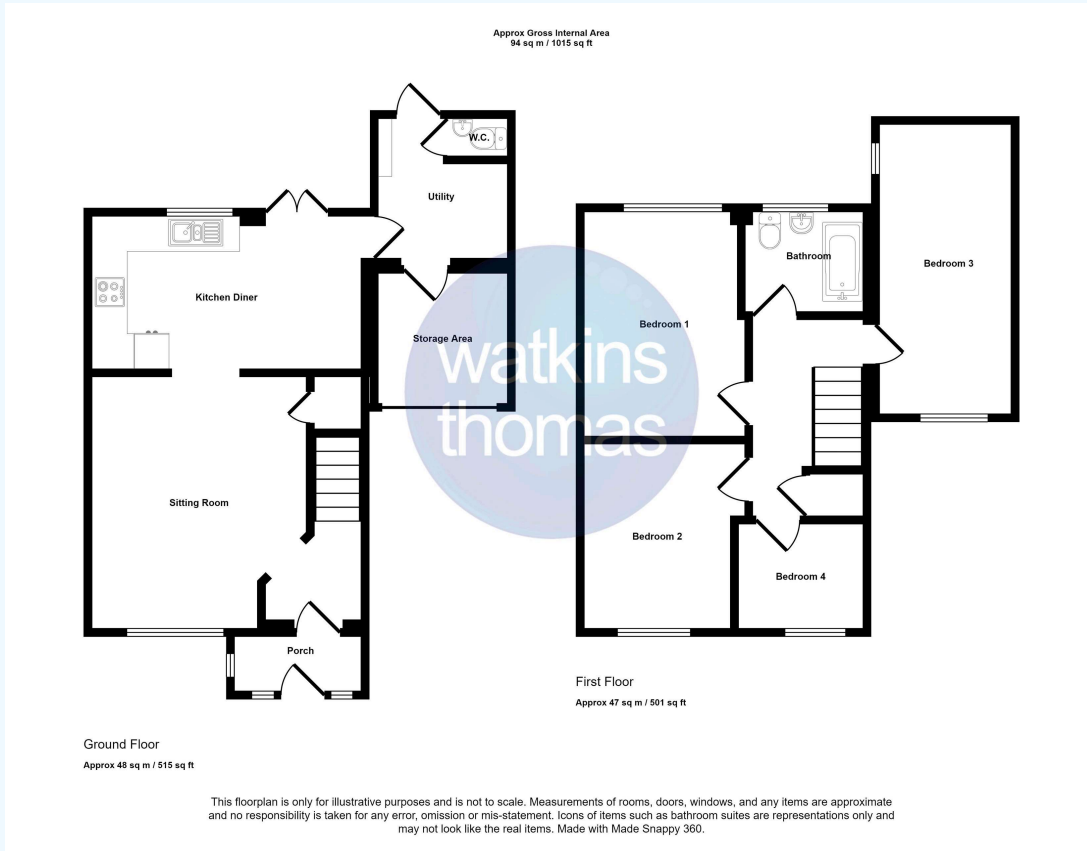 Approx Gross Internal Area
94 sq m / 1015 sq ft
W.C.
Utility
Kitchen Diner
Storage Area
Sitting Room
Porch
Bathroom
Bedroom 3
Bedroom 1
Bedroom 2
Bedroom 4
watkins
thomas
First Floor
Approx 47 sq m / 501 sq ft
Ground Floor
Approx 48 sq m / 515 sq ft
This floorplan is only for illustrative purposes and is not to scale. Measurements of rooms, doors, windows, and any items are approximate
and no responsibility is taken for any error, omission or mis-statement. Icons of items such as bathroom suites are representations only and
may not look like the real items. Made with Made Snappy 360.